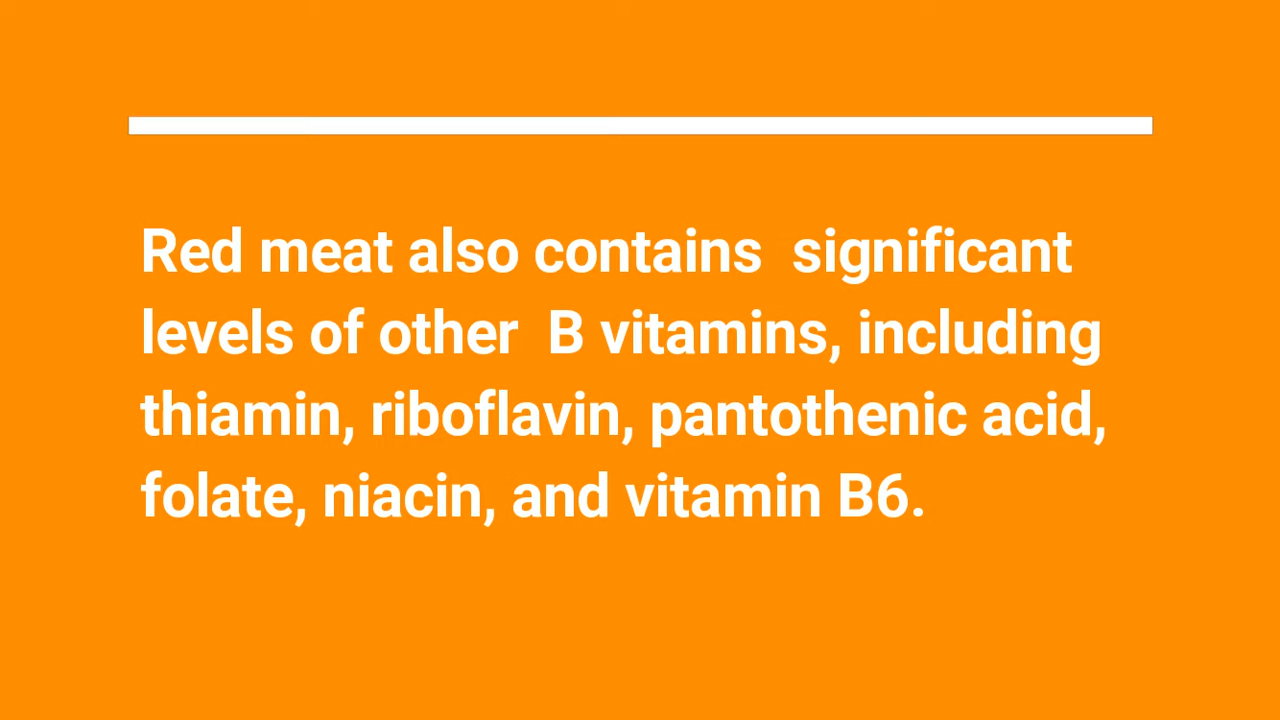 Red meat also contains  significant
levels of other  B vitamins, including
thiamin, riboflavin, pantothenic acid,
folate, niacin, and vitamin B6.